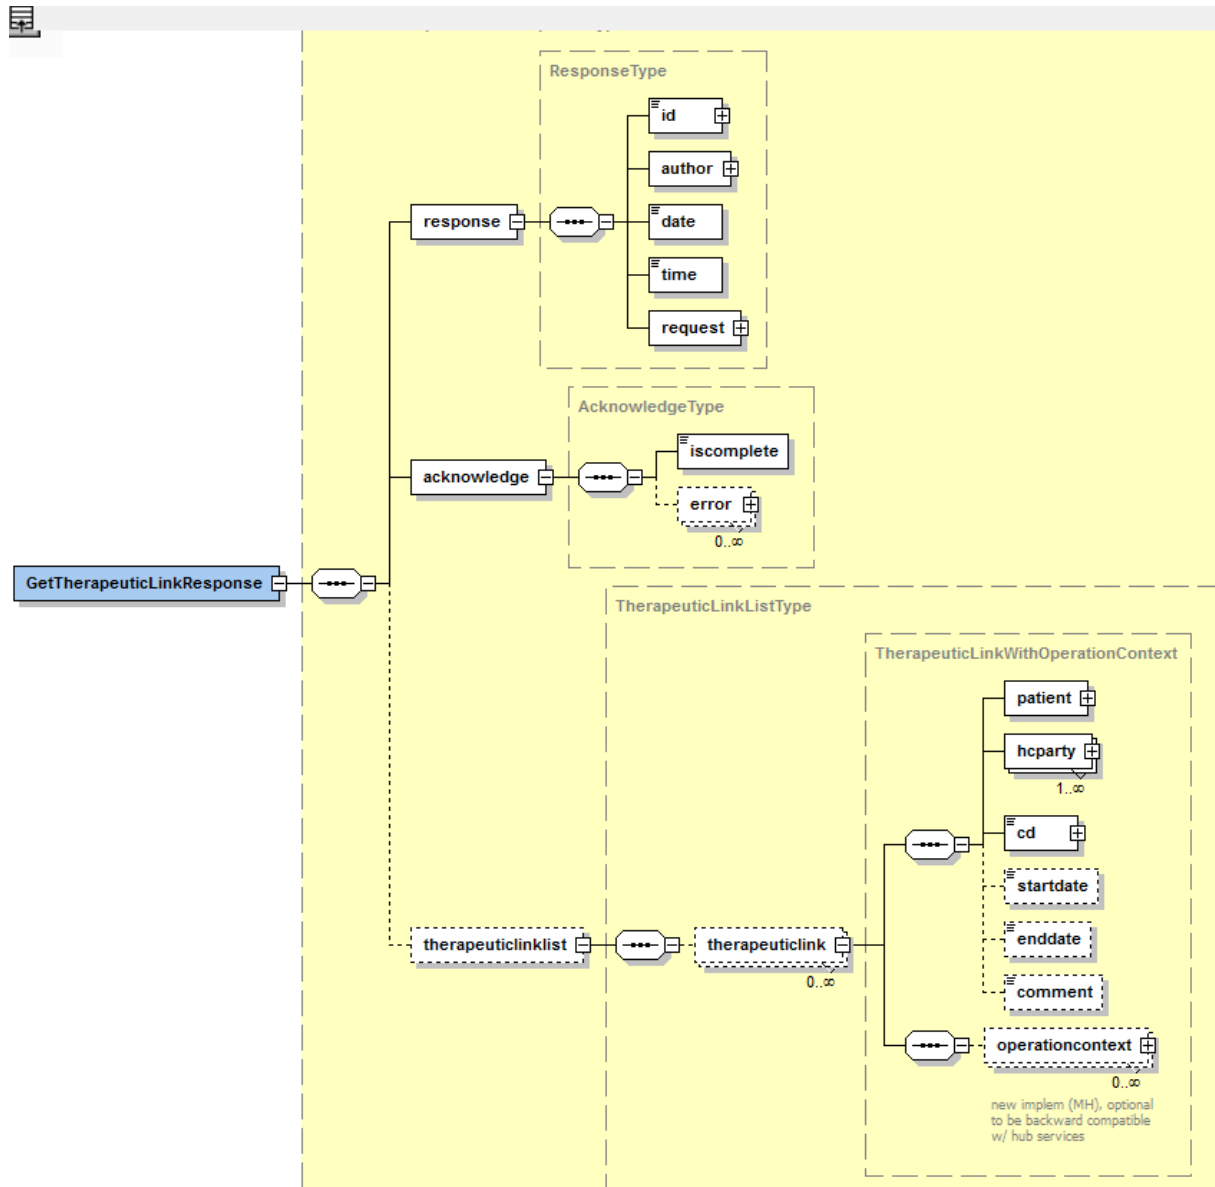 ResponseType
id
author
response
date
time
request
AcknowledgeType
iscomplete
acknowledge
error
0..∞
GetTherapeuticLinkResponse
TherapeuticLinkListType
TherapeuticLinkWithOperationContext
patient
hcparty
1..∞
cd
startdate
enddate
therapeuticlinklist
therapeuticlink
0..∞
comment
operationcontext
0..∞
new implem (MH), optional
to be backward compatible
w/ hub services